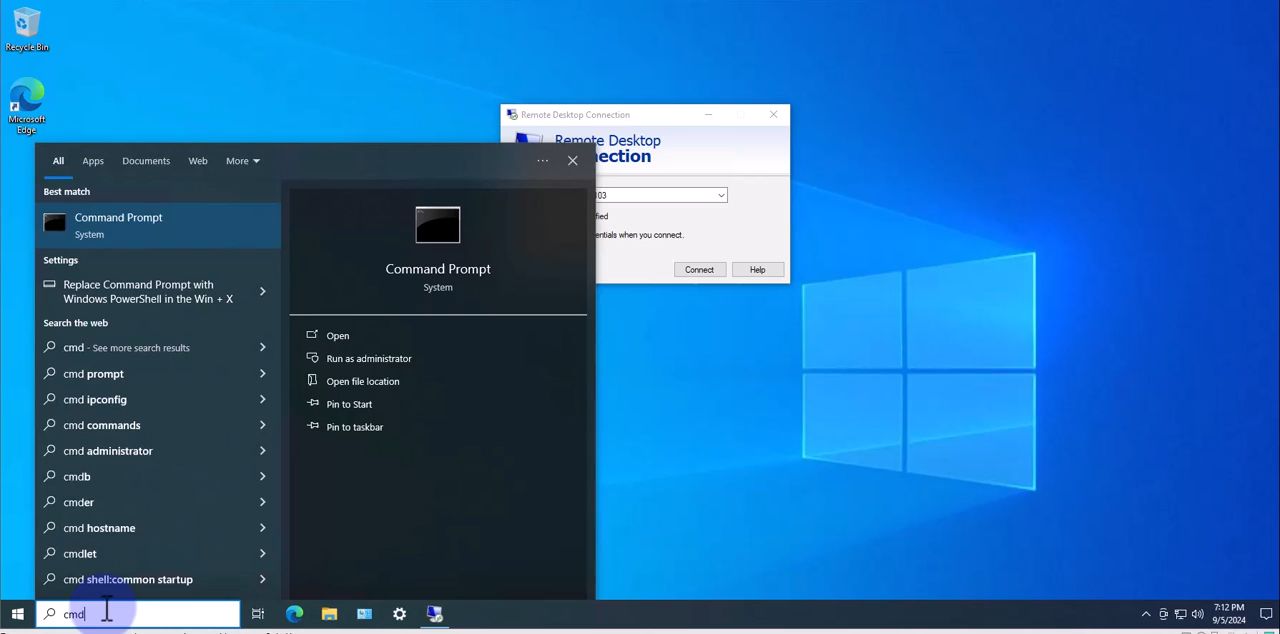 Recycle Bin
Microsoft
Edge
Remote Desktop Connection
Remote Desktop
nection
103
fied
entials when you connect.
Connect
Help
All
Apps
Documents
Web
More
Best match
Command Prompt
System
Settings
Replace Command Prompt with
Windows PowerShell in the Win + X
Search the web
cmd - See more search results
cmd prompt
cmd ipconfig
cmd commands
cmd administrator
cmdb
cmder
cmd hostname
cmdlet
cmd shell:common startup
Command Prompt
System
Open
Run as administrator
Open file location
Pin to Start
Pin to taskbar
cmd
7:12 PM
9/5/2024